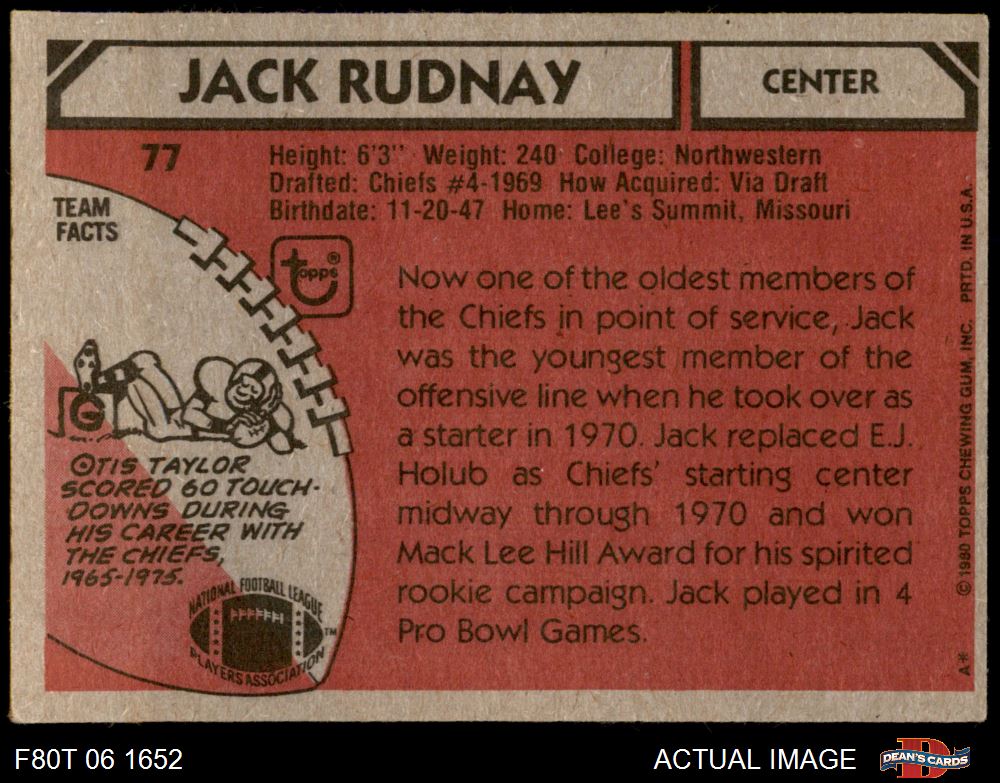 JACK RUDNAY
CENTER
77
Height: 6'3" Weight: 240 College: Northwestern
Drafted: Chiefs #4-1969 How Acquired: Via Draft
Birthdate: 11-20-47 Home: Lee's Summit, Missouri
TEAM
FACTS
topps®
Now one of the oldest members of
the Chiefs in point of service, Jack
was the youngest member of the
offensive line when he took over as
a starter in 1970. Jack replaced E.J.
Holub as Chiefs' starting center
midway through 1970 and won
Mack Lee Hill Award for his spirited
rookie campaign. Jack played in 4
Pro Bowl Games.
OTIS TAYLOR
SCORED 60 TOUCH-
DOWNS DURING
HIS CAREER WITH
THE CHIEFS,
1965-1975.
NATIONAL FOOTBALL LEAGUE
PLAYERS ASSOCIATION
TM
A* ©1980 TOPPS CHEWING GUM, INC. PRTD. IN U.S.A.
F80T 06 1652
ACTUAL IMAGE
D
DEAN'S CARDS